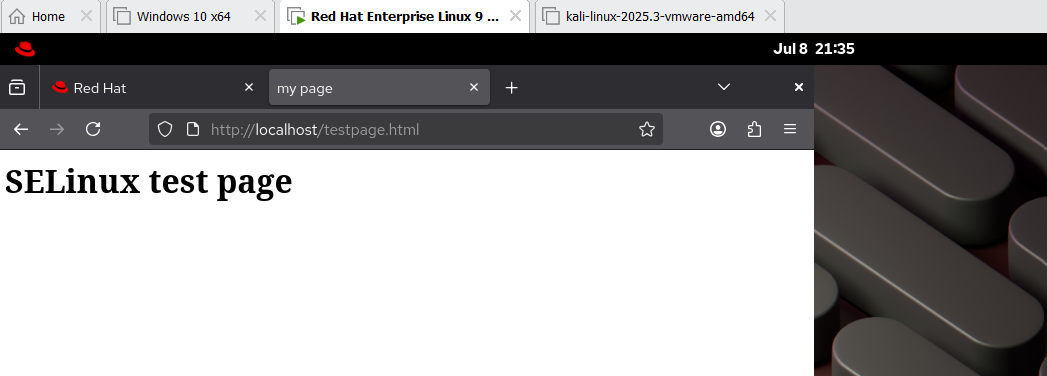 Home
Windows 10 x64
Red Hat Enterprise Linux 9 ...
kali-linux-2025.3-vmware-amd64
Jul 8 21:35
Red Hat
my page
http://localhost/testpage.html
SELinux test page